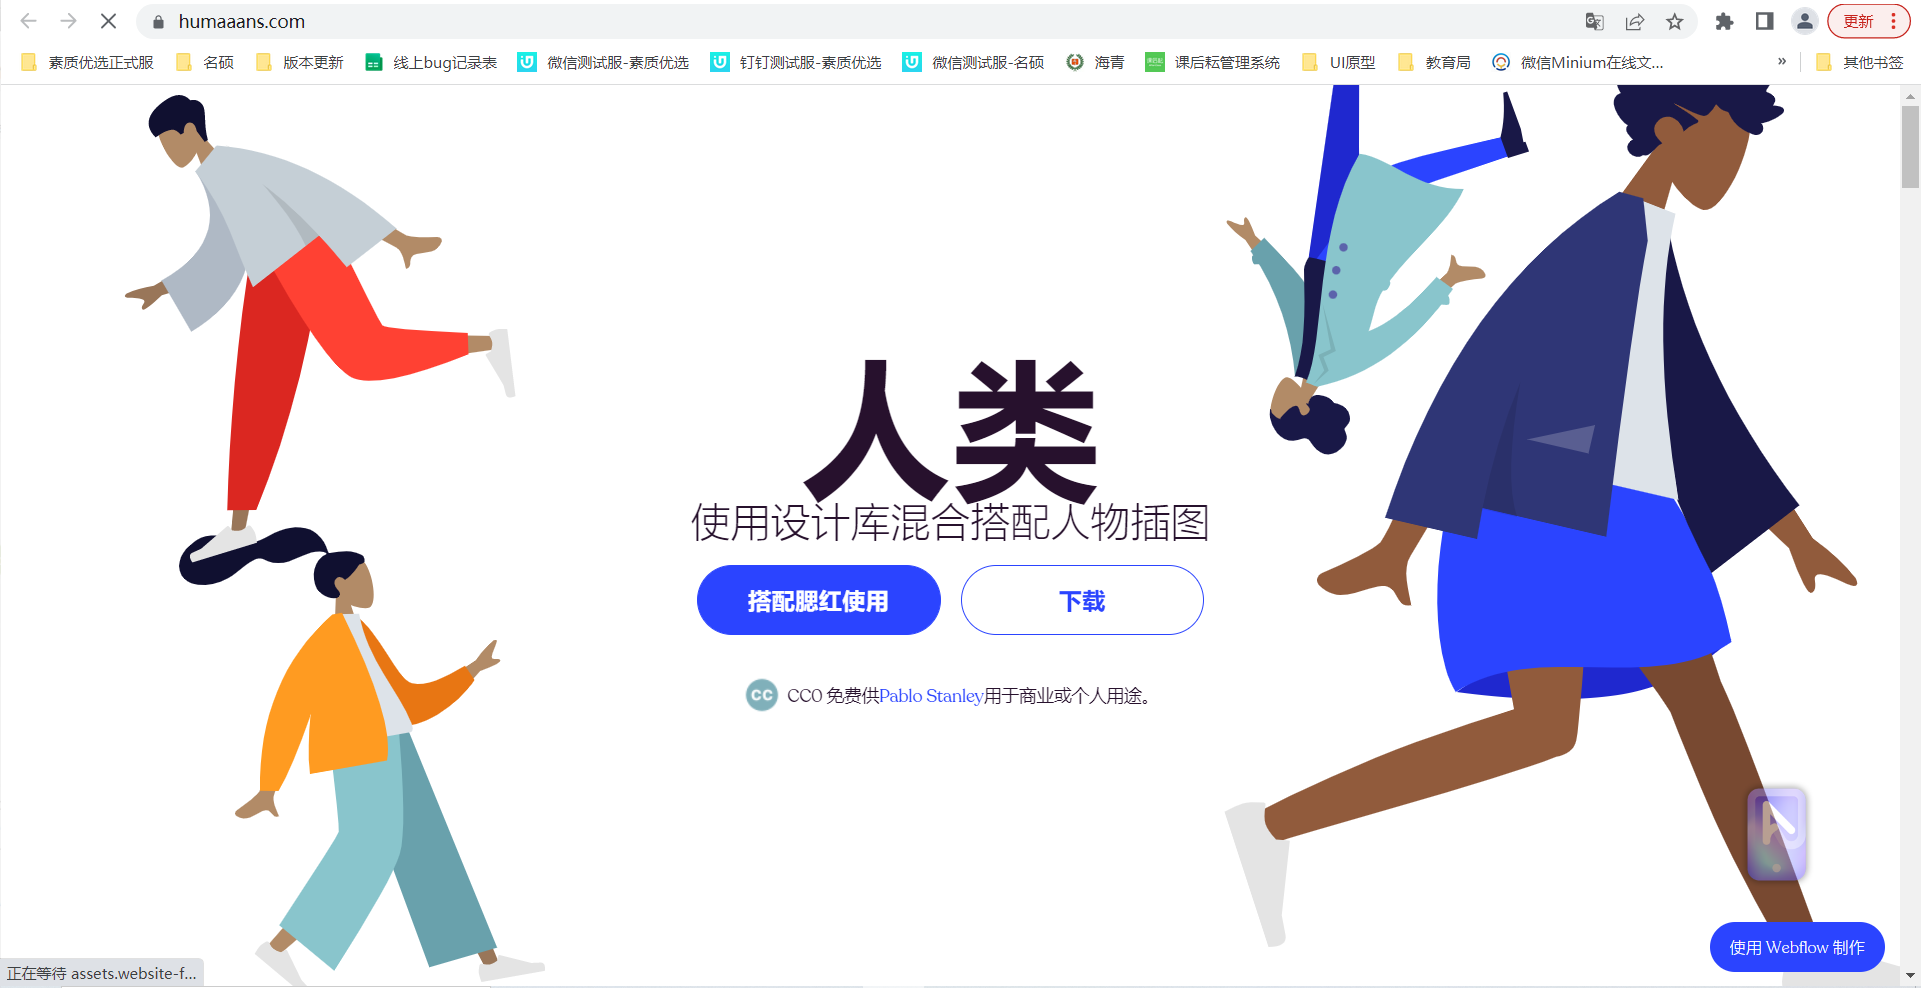 humaaans.com
更新
素质优选正式服 名硕 版本更新 线上bug记录表 微信测试服-素质优选 钉钉测试服-素质优选 微信测试服-名硕 海青 课后耘管理系统 UI原型 教育局 微信Minium在线文... » 其他书签
人类
使用设计库混合搭配人物插图
搭配腮红使用 下载
CC CC0 免费供Pablo Stanley用于商业或个人用途。
使用 Webflow 制作
正在等待 assets.website-f...